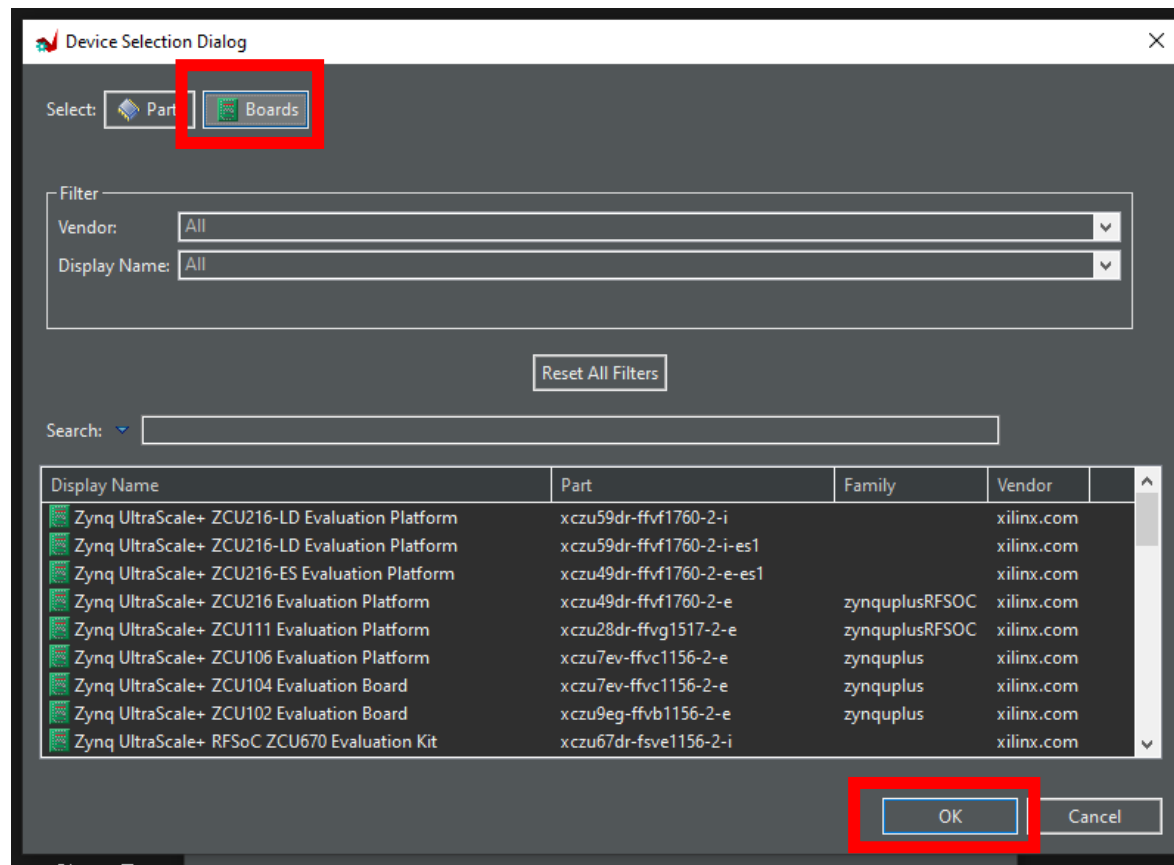 Device Selection Dialog
Select: Part Boards
Filter
Vendor: All
Display Name: All
Reset All Filters
Search:
Display Name Part Family Vendor
Zynq UltraScale+ ZCU216-LD Evaluation Platform xczu59dr-ffvf1760-2-i xilinx.com
Zynq UltraScale+ ZCU216-LD Evaluation Platform xczu59dr-ffvf1760-2-i-es1 xilinx.com
Zynq UltraScale+ ZCU216-ES Evaluation Platform xczu49dr-ffvf1760-2-e-es1 xilinx.com
Zynq UltraScale+ ZCU216 Evaluation Platform xczu49dr-ffvf1760-2-e zynquplusRFSOC xilinx.com
Zynq UltraScale+ ZCU111 Evaluation Platform xczu28dr-ffvg1517-2-e zynquplusRFSOC xilinx.com
Zynq UltraScale+ ZCU106 Evaluation Platform xczu7ev-ffvc1156-2-e zynquplus xilinx.com
Zynq UltraScale+ ZCU104 Evaluation Board xczu7ev-ffvc1156-2-e zynquplus xilinx.com
Zynq UltraScale+ ZCU102 Evaluation Board xczu9eg-ffvb1156-2-e zynquplus xilinx.com
Zynq UltraScale+ RFSoC ZCU670 Evaluation Kit xczu67dr-fsve1156-2-i xilinx.com
OK Cancel